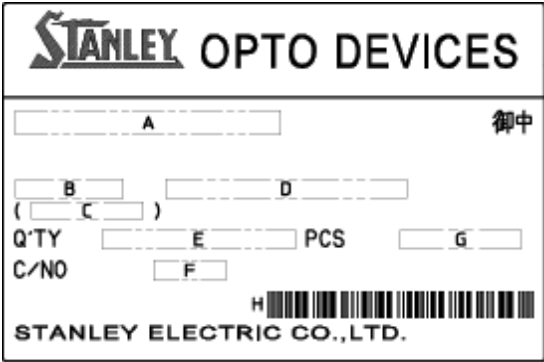 STANLEY OPTO DEVICES
A 御中
B D
( C )
Q'TY E PCS G
C/NO F
H
STANLEY ELECTRIC CO.,LTD.